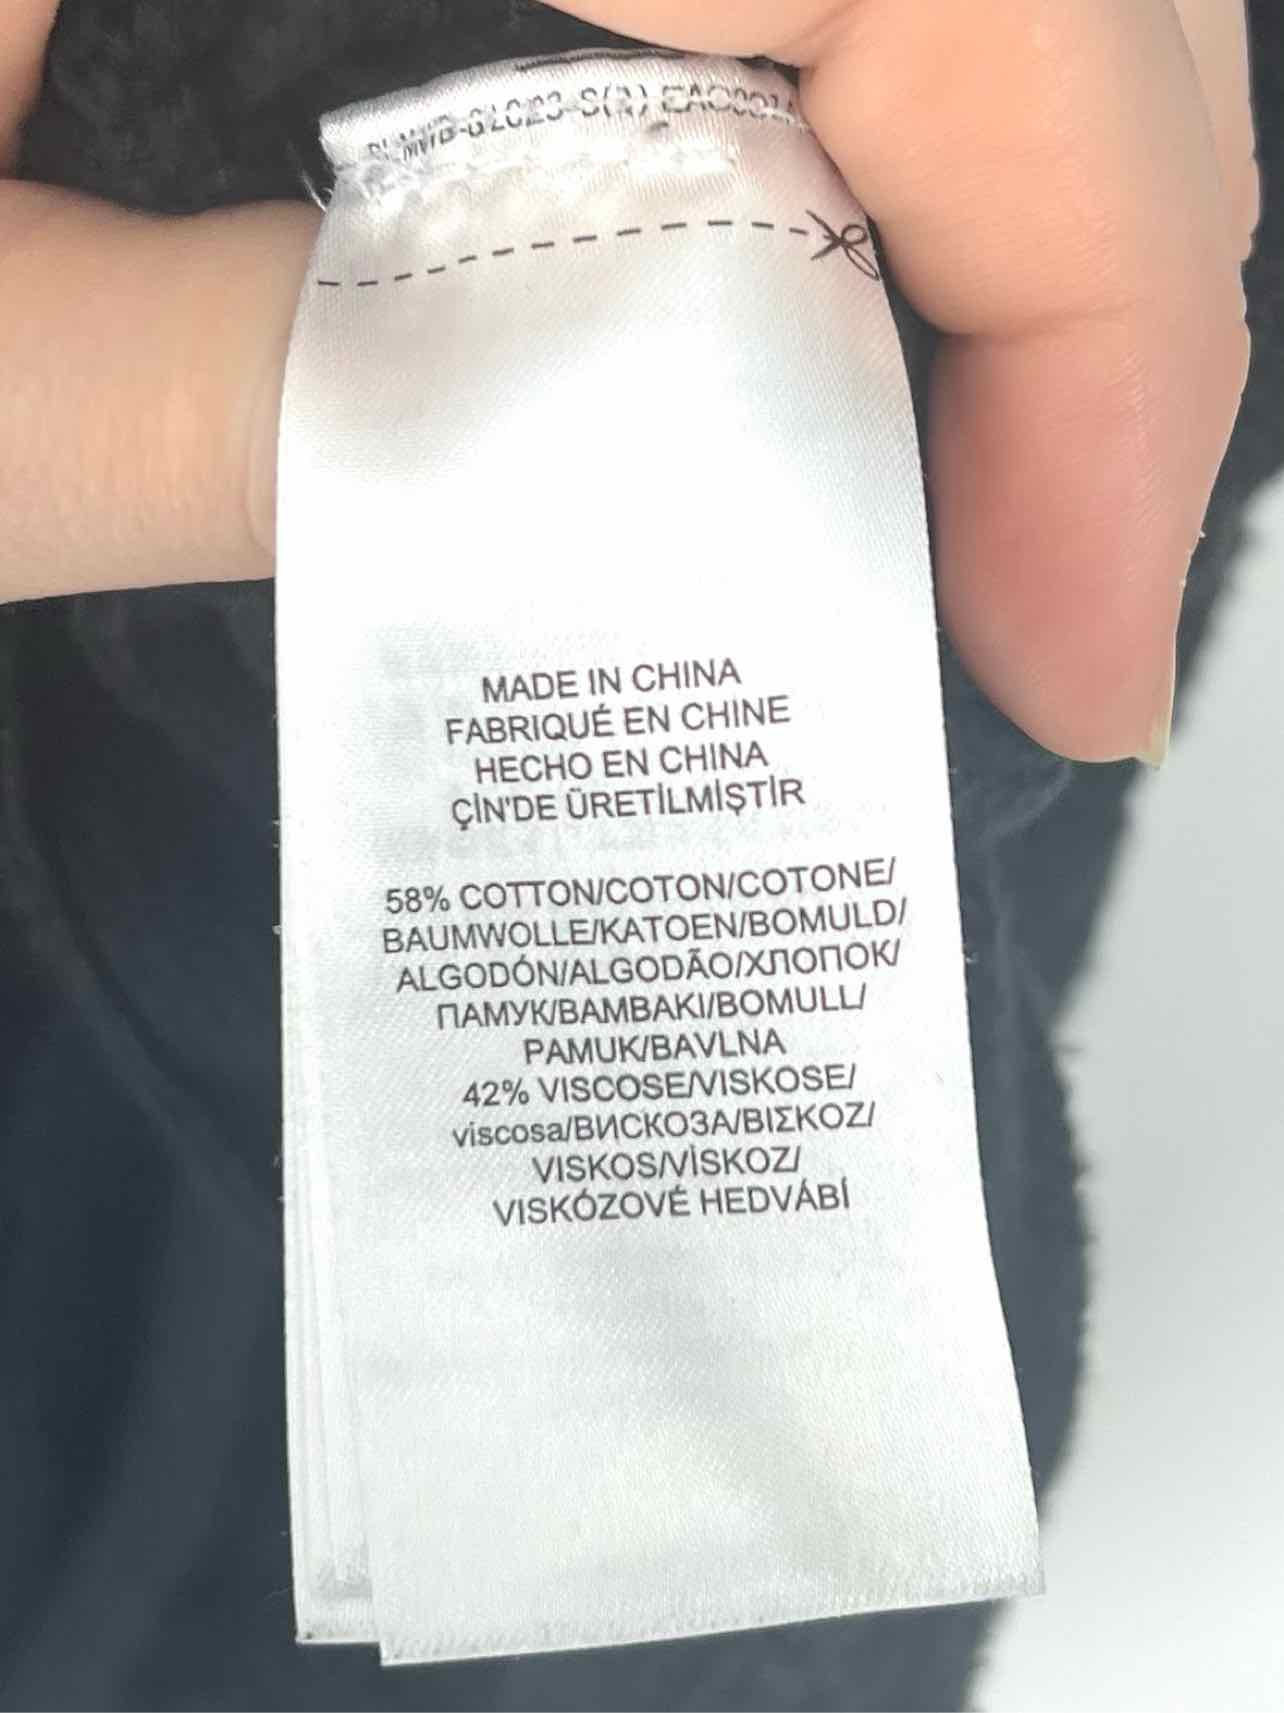 MADE IN CHINA
FABRIQUÉ EN CHINE
HECHO EN CHINA
ÇİN'DE ÜRETİLMİŞTİR
58% COTTON/COTON/COTONE/
BAUMWOLLE/KATOEN/BOMULD/
ALGODÓN/ALGODÃO/ХЛОПОК/
ПАМУК/BAMBAKI/BOMULL/
PAMUK/BAVLNA
42% VISCOSE/VISKOSE/
viscosa/ВИСКОЗА/ΒΙΣΚΟΖ/
VISKOS/VİSKOZ/
VISKÓZOVÉ HEDVÁBÍ